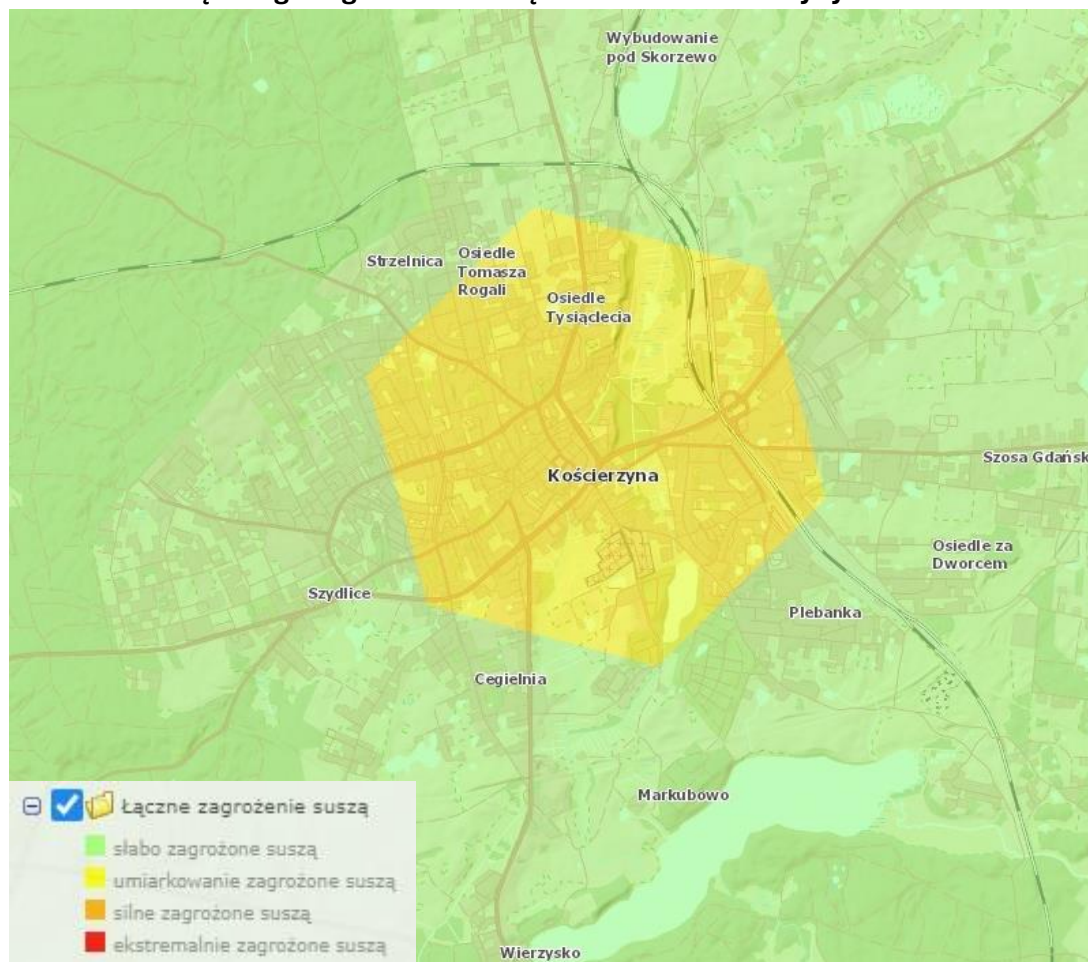 Wybudowanie
pod Skorzewo
Strzelnica
Osiedle
Tomasza
Rogali
Osiedle
Tysiąclecia
Kościerzyna
Szosa Gdańsk
Osiedle za
Dworcem
Szydlice
Plebanka
Cegielnia
Markubowo
Wierzysko
Łączne zagrożenie suszą
słabo zagrożone suszą
umiarkowanie zagrożone suszą
silne zagrożone suszą
ekstremalnie zagrożone suszą